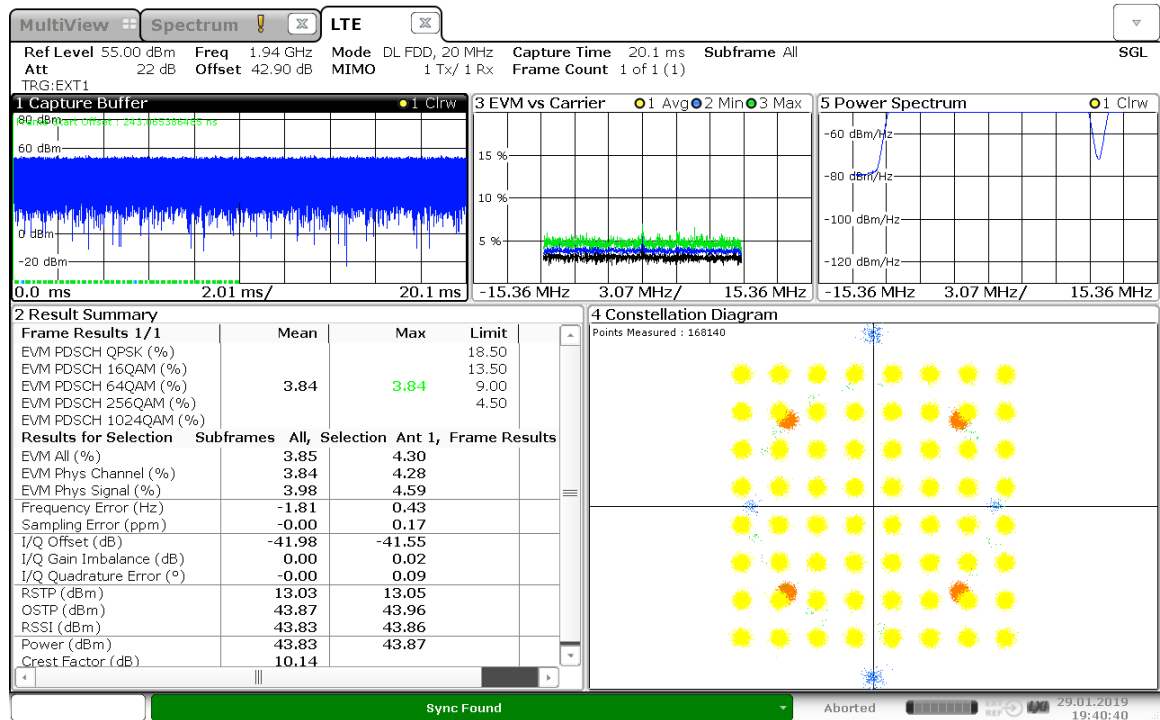 MultiView Spectrum LTE
Ref Level 55.00 dBm Freq 1.94 GHz Mode DL FDD, 20 MHz Capture Time 20.1 ms Subframe All SGL
Att 22 dB Offset 42.90 dB MIMO 1 Tx/ 1 Rx Frame Count 1 of 1 (1)
TRG:EXT1
1 Capture Buffer 1 Clrw
80 dBm
Frame Start Offset : 243.065386485 ns
60 dBm
0 dBm
-20 dBm
0.0 ms 2.01 ms/ 20.1 ms
3 EVM vs Carrier 1 Avg 2 Min 3 Max
15 %
10 %
5 %
-15.36 MHz 3.07 MHz/ 15.36 MHz
5 Power Spectrum 1 Clrw
-60 dBm/Hz
-80 dBm/Hz
-100 dBm/Hz
-120 dBm/Hz
-15.36 MHz 3.07 MHz/ 15.36 MHz
2 Result Summary
Frame Results 1/1 Mean Max Limit
EVM PDSCH QPSK (%) 18.50
EVM PDSCH 16QAM (%) 13.50
EVM PDSCH 64QAM (%) 3.84 3.84 9.00
EVM PDSCH 256QAM (%) 4.50
EVM PDSCH 1024QAM (%)
Results for Selection Subframes All, Selection Ant 1, Frame Results
EVM All (%) 3.85 4.30
EVM Phys Channel (%) 3.84 4.28
EVM Phys Signal (%) 3.98 4.59
Frequency Error (Hz) -1.81 0.43
Sampling Error (ppm) -0.00 0.17
I/Q Offset (dB) -41.98 -41.55
I/Q Gain Imbalance (dB) 0.00 0.02
I/Q Quadrature Error (º) -0.00 0.09
RSTP (dBm) 13.03 13.05
OSTP (dBm) 43.87 43.96
RSSI (dBm) 43.83 43.86
Power (dBm) 43.83 43.87
Crest Factor (dB) 10.14
4 Constellation Diagram
Points Measured : 168140
Sync Found
Aborted
EXT
REF
LXI
29.01.2019
19:40:40